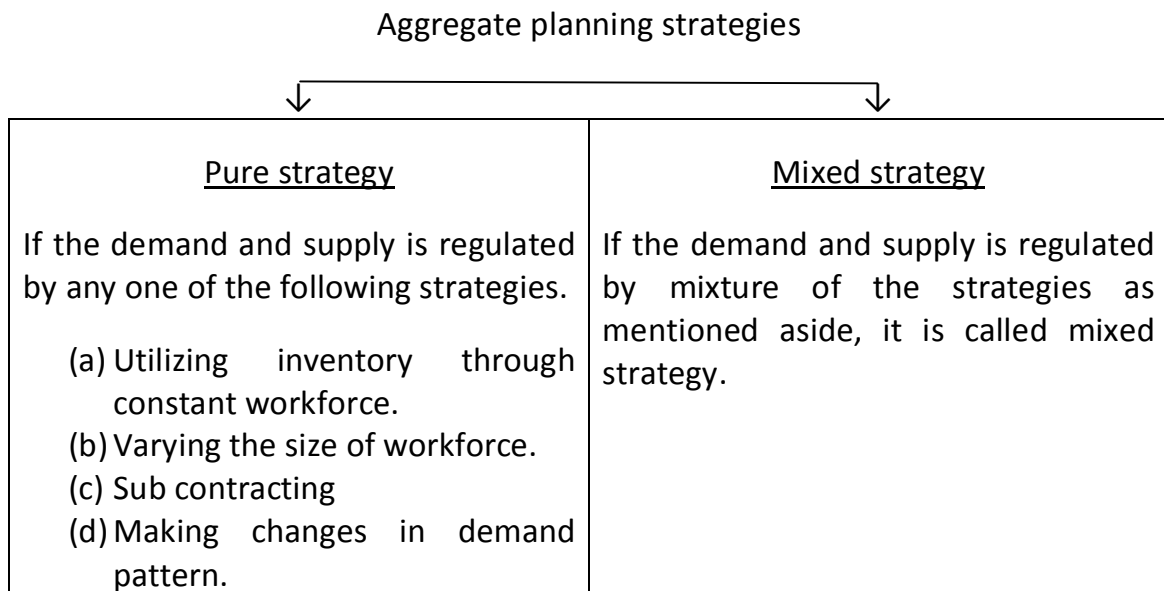 Aggregate planning strategies
Pure strategy
If the demand and supply is regulated
by any one of the following strategies.
(a) Utilizing inventory through
constant workforce.
(b) Varying the size of workforce.
(c) Sub contracting
(d) Making changes in demand
pattern.
Mixed strategy
If the demand and supply is regulated
by mixture of the strategies as
mentioned aside, it is called mixed
strategy.